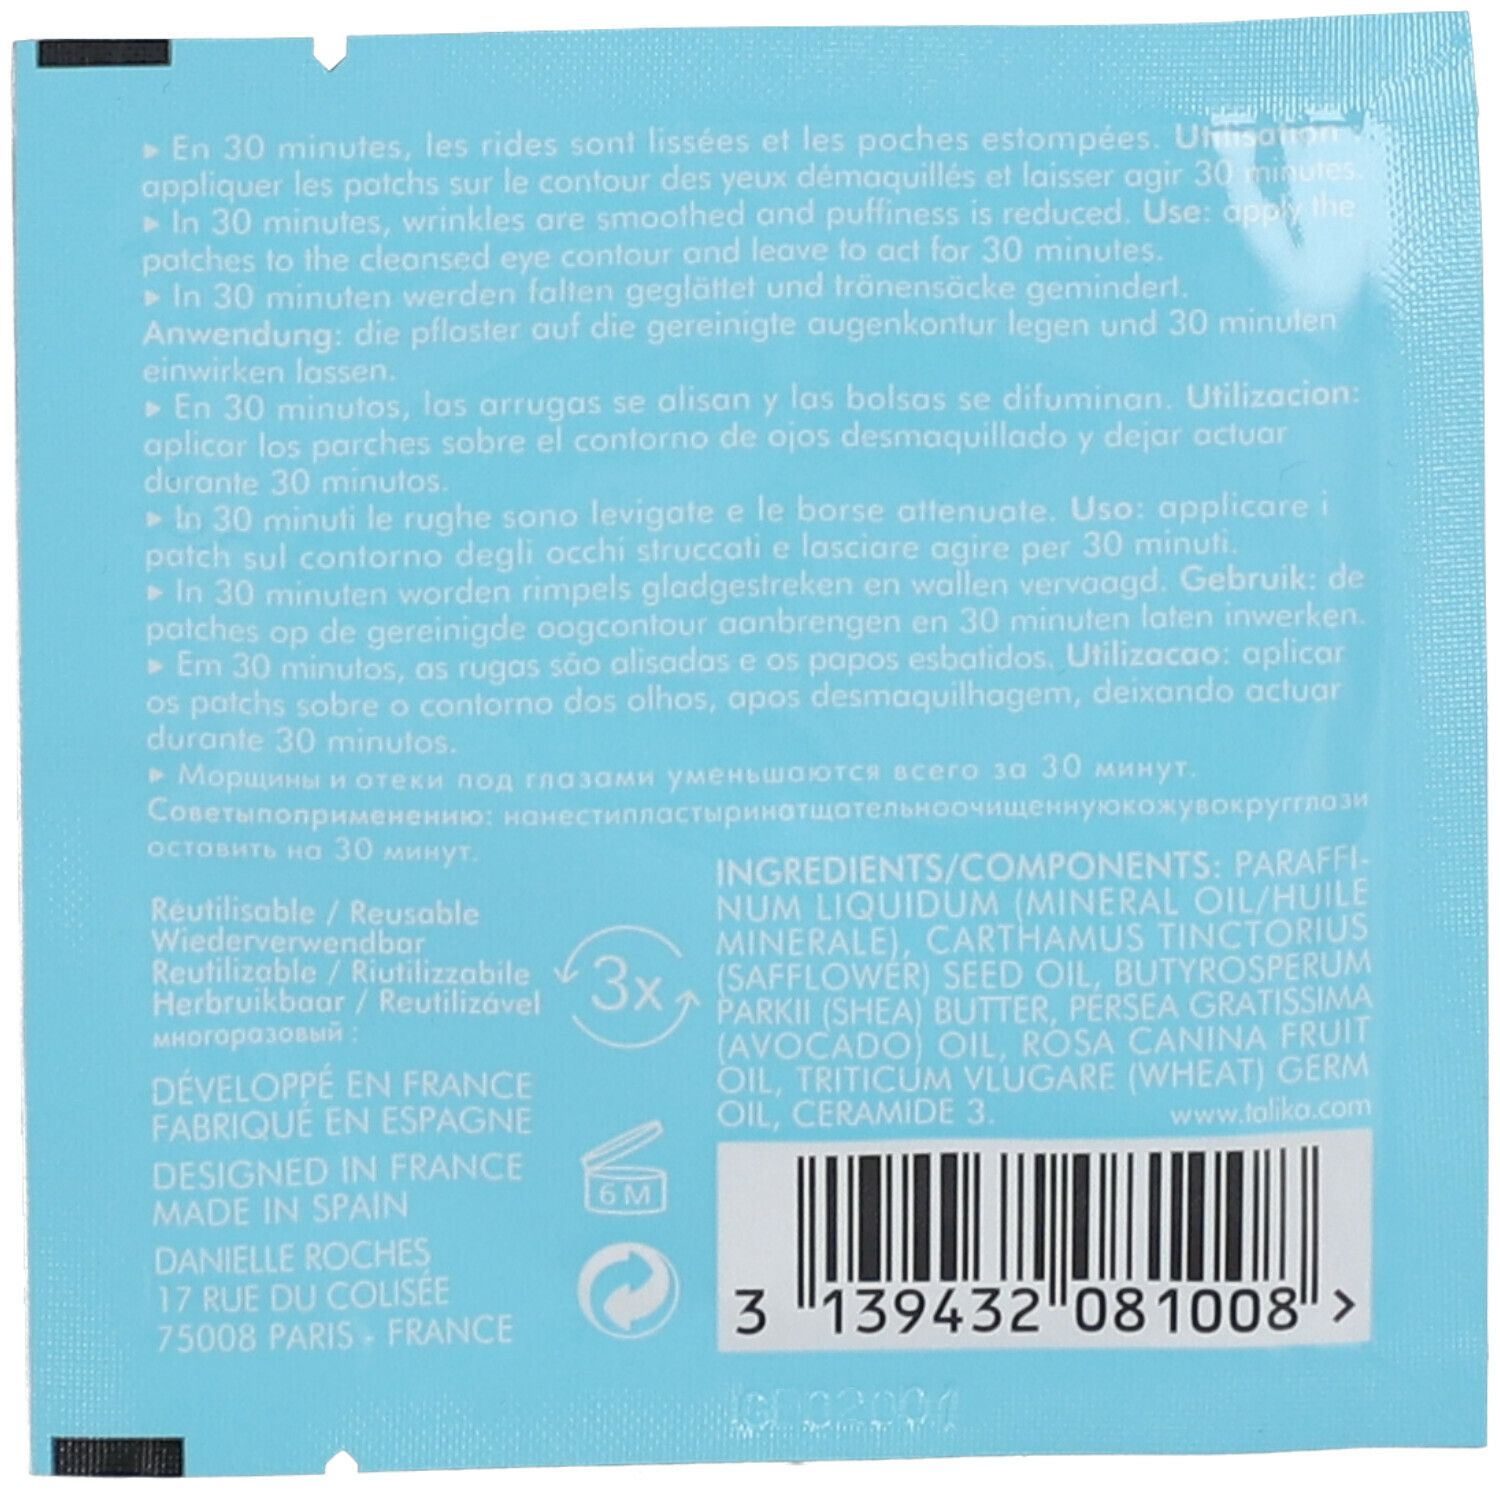 ▸ En 30 minutes, les rides sont lissées et les poches estompées. Utilisation :
appliquer les patchs sur le contour des yeux démaquillés et laisser agir 30 minutes.
▸ In 30 minutes, wrinkles are smoothed and puffiness is reduced. Use: apply the
patches to the cleansed eye contour and leave to act for 30 minutes.
▸ In 30 minuten werden falten geglättet und tränensäcke gemindert.
Anwendung: die pflaster auf die gereinigte augenkontur legen und 30 minuten
einwirken lassen.
▸ En 30 minutos, las arrugas se alisan y las bolsas se difuminan. Utilizacion:
aplicar los parches sobre el contorno de ojos desmaquillado y dejar actuar
durante 30 minutos.
▸ In 30 minuti le rughe sono levigate e le borse attenuate. Uso: applicare i
patch sul contorno degli occhi struccati e lasciare agire per 30 minuti.
▸ In 30 minuten worden rimpels gladgestreken en wallen vervaagd. Gebruik: de
patches op de gereinigde oogcontour aanbrengen en 30 minuten laten inwerken.
▸ Em 30 minutos, as rugas são alisadas e os papos esbatidos. Utilizacao: aplicar
os patchs sobre o contorno dos olhos, apos desmaquilhagem, deixando actuar
durante 30 minutos.
▸ Морщины и отеки под глазами уменьшаются всего за 30 минут.
Советыпоприменению: нанестипластыринатщательноочищеннуюкожувокругглази
оставить на 30 минут.
Réutilisable / Reusable
Wiederverwendbar
Reutilizable / Riutilizzabile
Herbruikbaar / Reutilizável
многоразовый :
3x
DÉVELOPPÉ EN FRANCE
FABRIQUÉ EN ESPAGNE
DESIGNED IN FRANCE
MADE IN SPAIN
DANIELLE ROCHES
17 RUE DU COLISÉE
75008 PARIS - FRANCE
6 M
INGREDIENTS/COMPONENTS: PARAFFI-
NUM LIQUIDUM (MINERAL OIL/HUILE
MINERALE), CARTHAMUS TINCTORIUS
(SAFFLOWER) SEED OIL, BUTYROSPERUM
PARKII (SHEA) BUTTER, PERSEA GRATISSIMA
(AVOCADO) OIL, ROSA CANINA FRUIT
OIL, TRITICUM VLUGARE (WHEAT) GERM
OIL, CERAMIDE 3.
www.talika.com
3 139432 081008 >